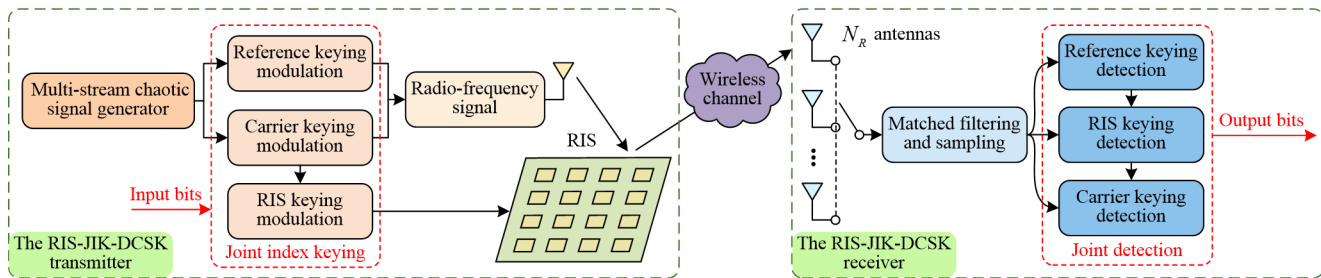 Multi-stream chaotic
signal generator
Reference keying
modulation
Carrier keying
modulation
RIS keying
modulation
Input bits
Joint index keying
The RIS-JIK-DCSK
transmitter
Radio-frequency
signal
RIS
Wireless
channel
N_R antennas
Matched filtering
and sampling
Reference keying
detection
RIS keying
detection
Carrier keying
detection
Output bits
Joint detection
The RIS-JIK-DCSK
receiver